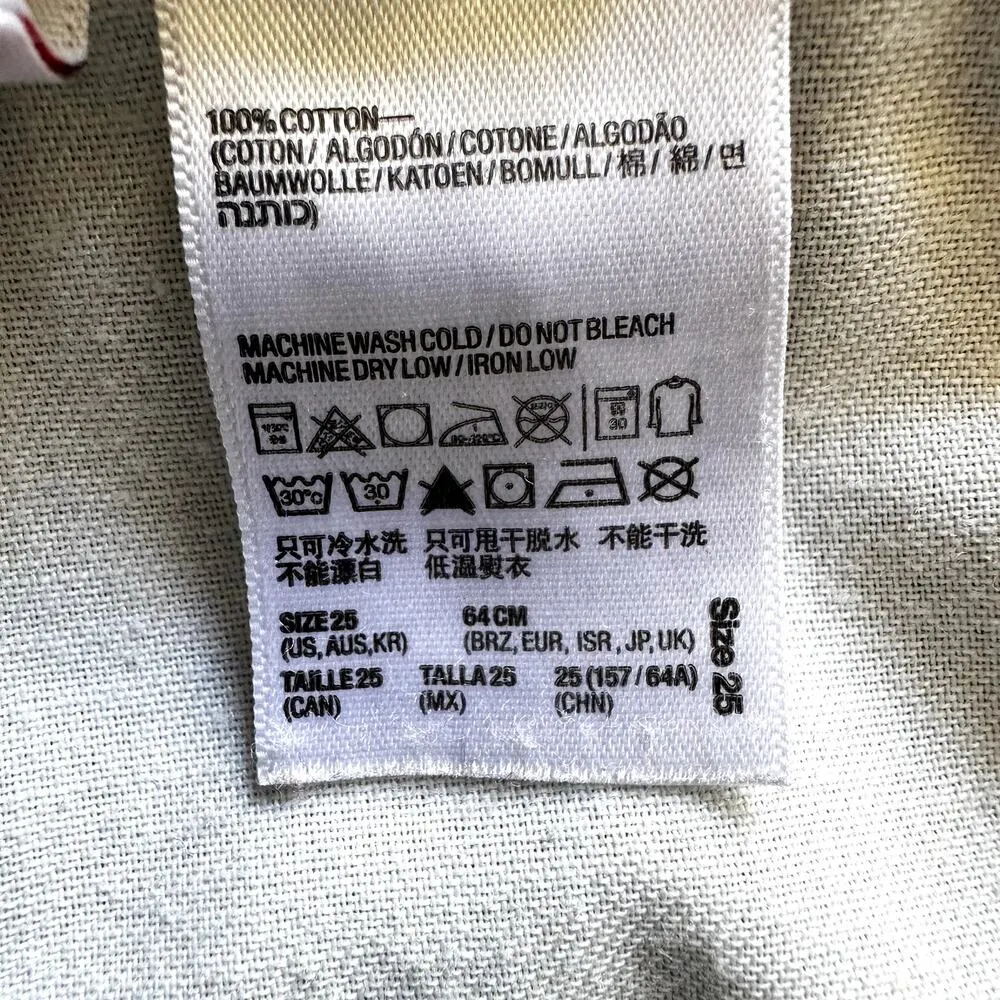 100% COTTON—
(COTON / ALGODÓN / COTONE / ALGODÃO
BAUMWOLLE / KATOEN / BOMULL / 棉 / 綿 / 면
כותנה)
MACHINE WASH COLD / DO NOT BLEACH
MACHINE DRY LOW / IRON LOW
30°C 30
只可冷水洗 只可甩干脱水 不能干洗
不能漂白 低温熨衣
SIZE 25 64 CM
(US, AUS, KR) (BRZ, EUR, ISR, JP, UK)
TAILLE 25 TALLA 25 25 (157 / 64A)
(CAN) (MX) (CHN)
Size 25